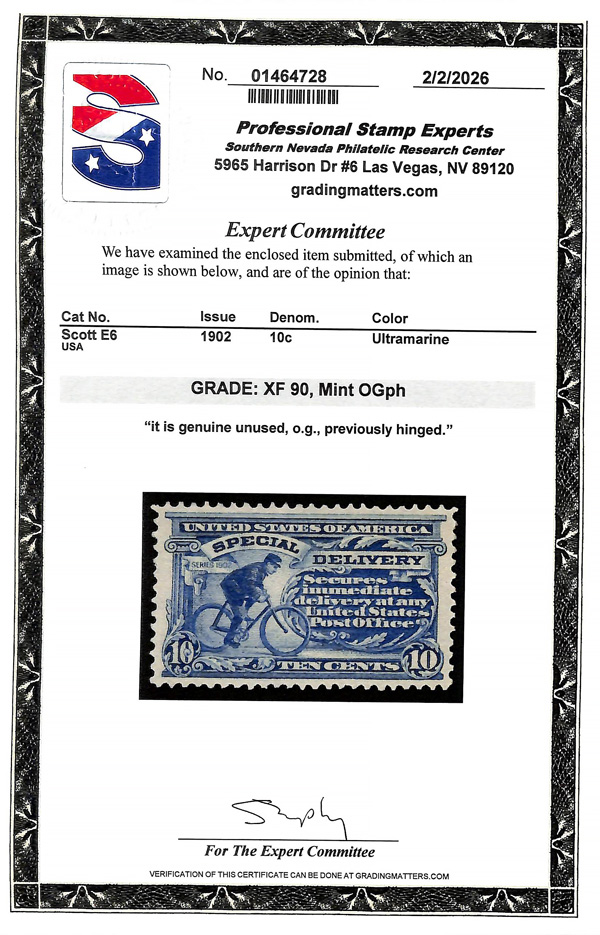 No. 01464728 2/2/2026
Professional Stamp Experts
Southern Nevada Philatelic Research Center
5965 Harrison Dr #6 Las Vegas, NV 89120
gradingmatters.com
Expert Committee
We have examined the enclosed item submitted, of which an
image is shown below, and are of the opinion that:
Cat No. Issue Denom. Color
Scott E6 1902 10c Ultramarine
USA
GRADE: XF 90, Mint OGph
“it is genuine unused, o.g., previously hinged.”
UNITED STATES OF AMERICA
SPECIAL DELIVERY
SERIES 1902
Secures
immediate
delivery at any
United States
Post Office
10 TEN CENTS 10
For The Expert Committee
VERIFICATION OF THIS CERTIFICATE CAN BE DONE AT GRADINGMATTERS.COM